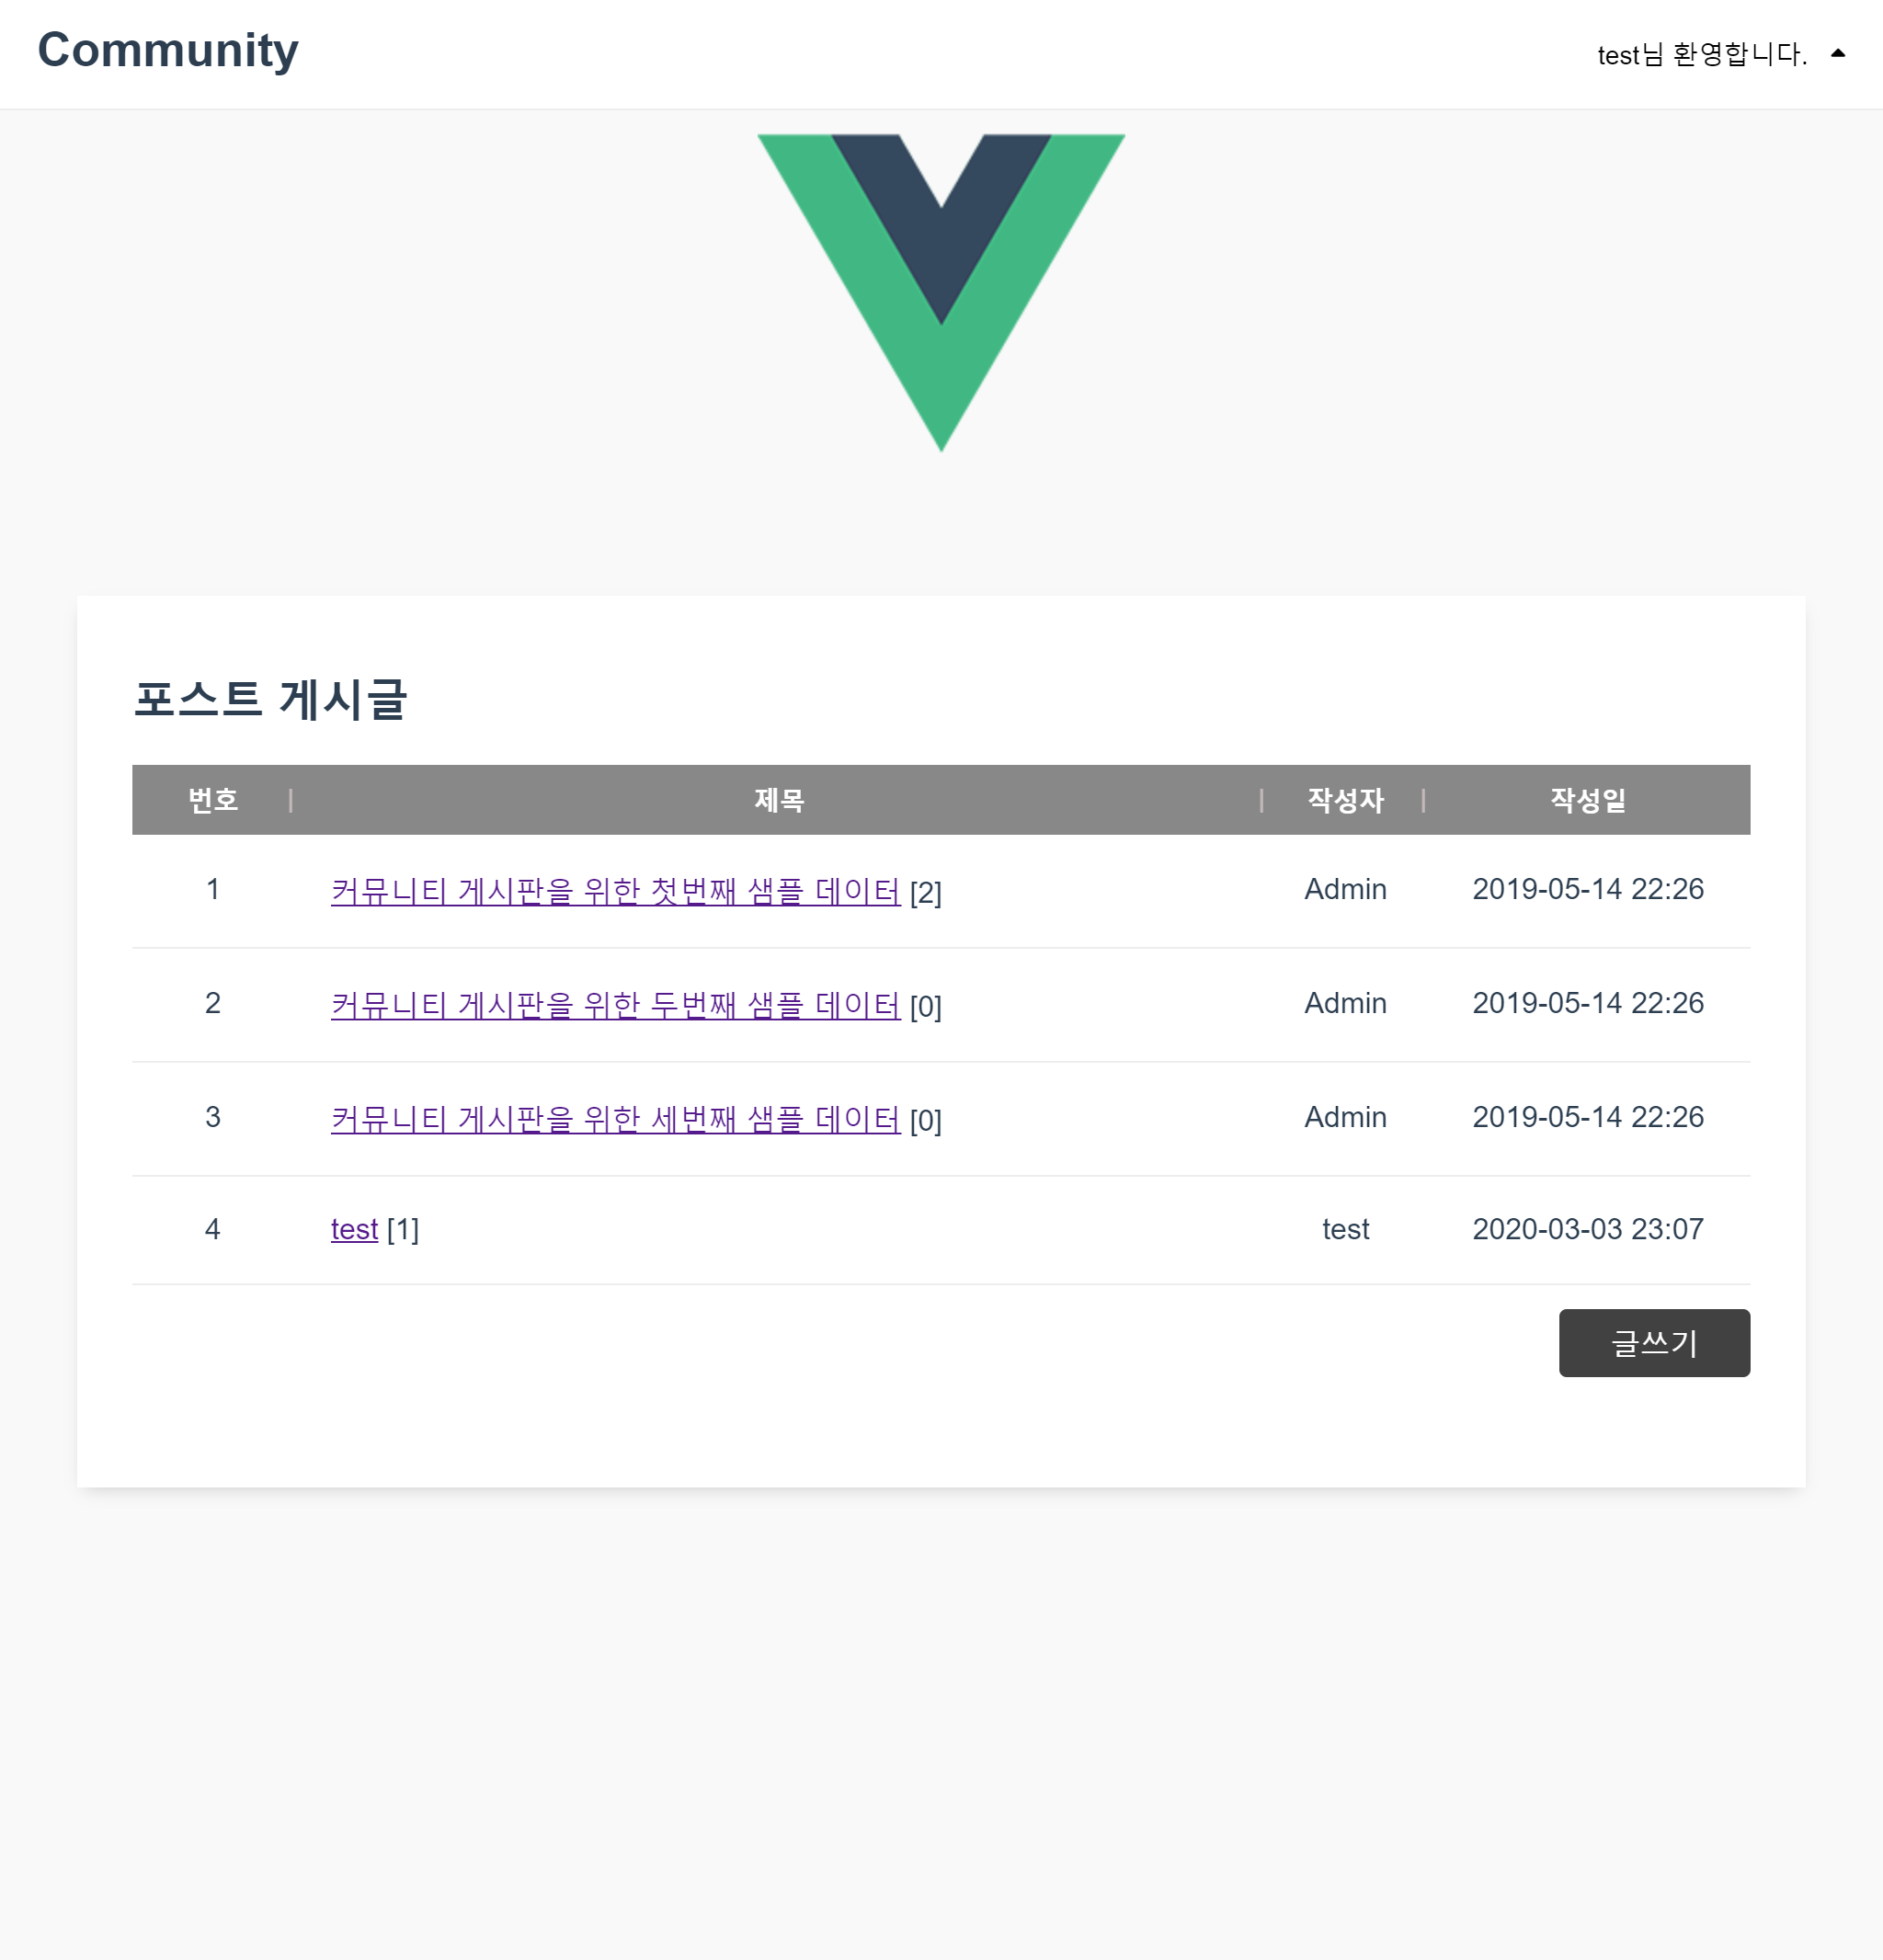 Community
test님 환영합니다.
포스트 게시글
번호 | 제목 | 작성자 | 작성일
1 커뮤니티 게시판을 위한 첫번째 샘플 데이터 [2] Admin 2019-05-14 22:26
2 커뮤니티 게시판을 위한 두번째 샘플 데이터 [0] Admin 2019-05-14 22:26
3 커뮤니티 게시판을 위한 세번째 샘플 데이터 [0] Admin 2019-05-14 22:26
4 test [1] test 2020-03-03 23:07
글쓰기